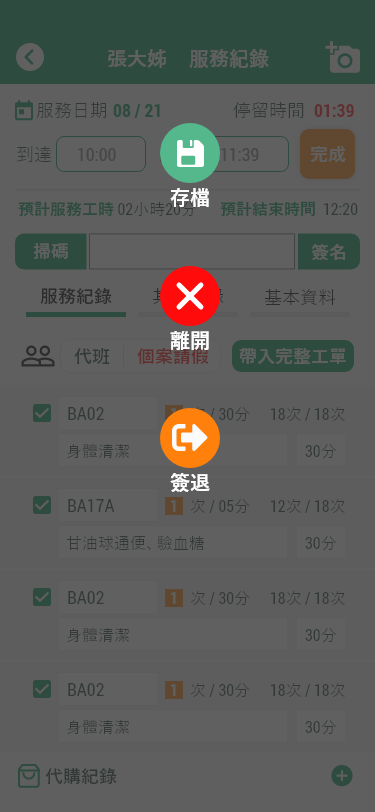 張大姊 服務紀錄
服務日期 08 / 21 停留時間 01:39
到達 10:00 11:39 完成
存檔
預計服務工時 02小時20分 預計結束時間 12:20
掃碼 簽名
服務紀錄 基本資料
離開
代班 個案請假 帶入完整工單
BA02 1 次 / 30分 18次 / 18次
身體清潔 30分
簽退
BA17A 1 次 / 05分 12次 / 18次
甘油球通便、驗血糖 30分
BA02 1 次 / 30分 18次 / 18次
身體清潔 30分
BA02 1 次 / 30分 18次 / 18次
身體清潔 30分
代購紀錄